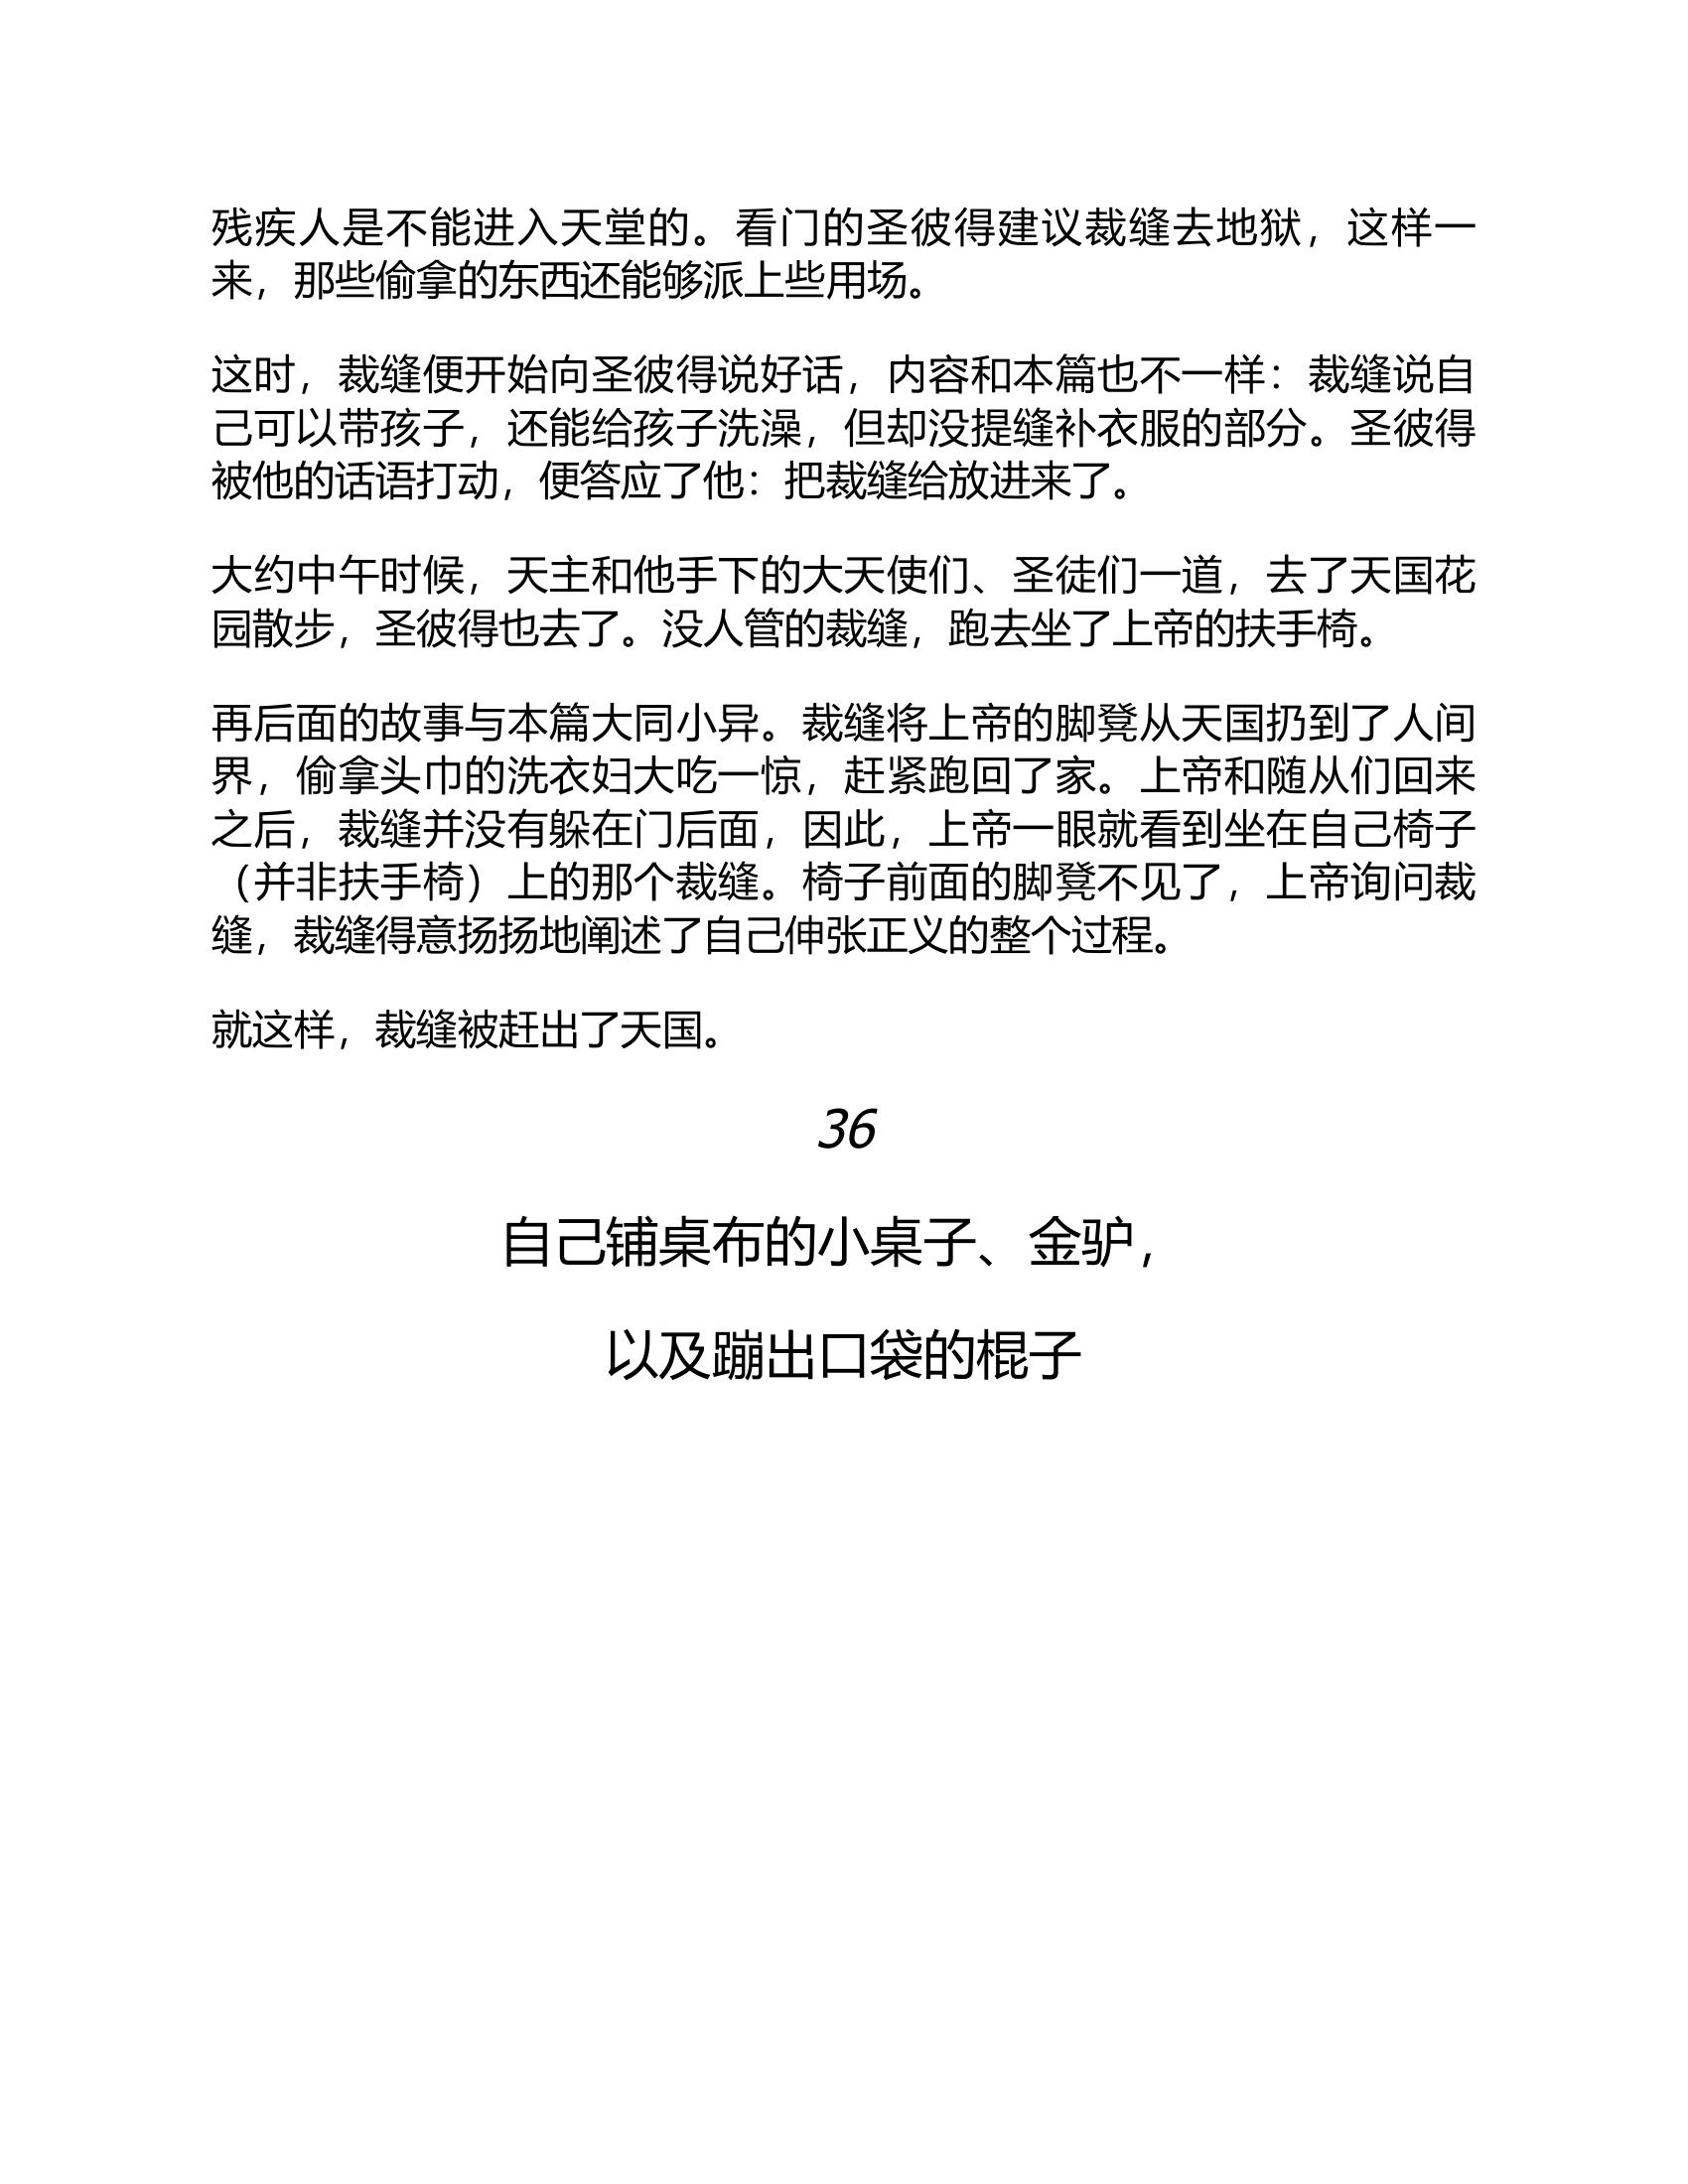 残疾人是不能进入天堂的。看门的圣彼得建议裁缝去地狱，这样一
来，那些偷拿的东西还能够派上些用场。
这时，裁缝便开始向圣彼得说好话，内容和本篇也不一样：裁缝说自
己可以带孩子，还能给孩子洗澡，但却没提缝补衣服的部分。圣彼得
被他的话语打动，便答应了他：把裁缝给放进来了。
大约中午时候，天主和他手下的大天使们、圣徒们一道，去了天国花
园散步，圣彼得也去了。没人管的裁缝，跑去坐了上帝的扶手椅。
再后面的故事与本篇大同小异。裁缝将上帝的脚凳从天国扔到了人间
界，偷拿头巾的洗衣妇大吃一惊，赶紧跑回了家。上帝和随从们回来
之后，裁缝并没有躲在门后面，因此，上帝一眼就看到坐在自己椅子
（并非扶手椅）上的那个裁缝。椅子前面的脚凳不见了，上帝询问裁
缝，裁缝得意扬扬地阐述了自己伸张正义的整个过程。
就这样，裁缝被赶出了天国。
36
自己铺桌布的小桌子、金驴，
以及蹦出口袋的棍子